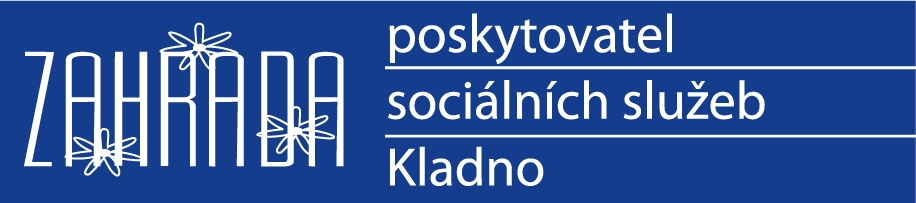 ZAHRADA
poskytovatel
sociálních služeb
Kladno